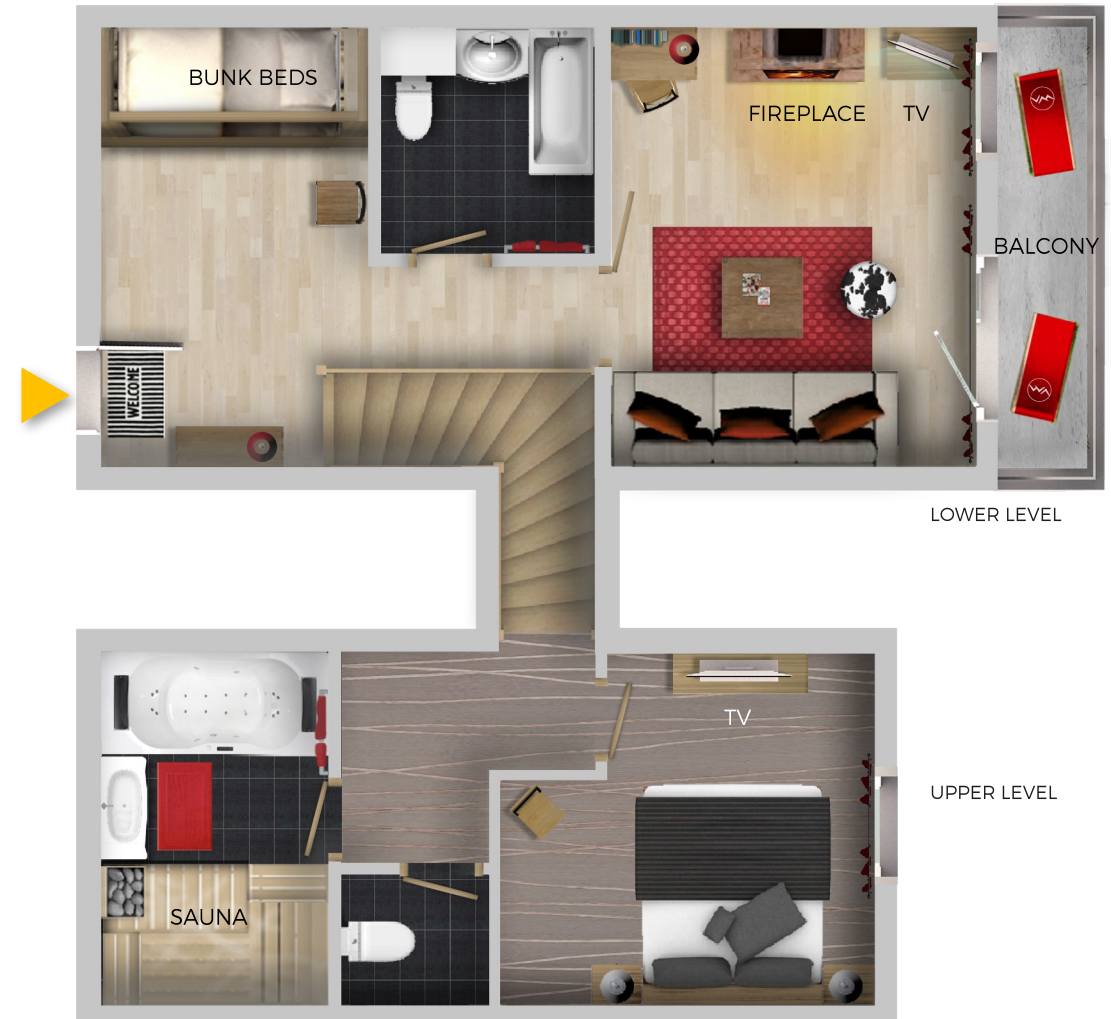 BUNK BEDS
FIREPLACE
TV
BALCONY
WELCOME
LOWER LEVEL
TV
UPPER LEVEL
SAUNA